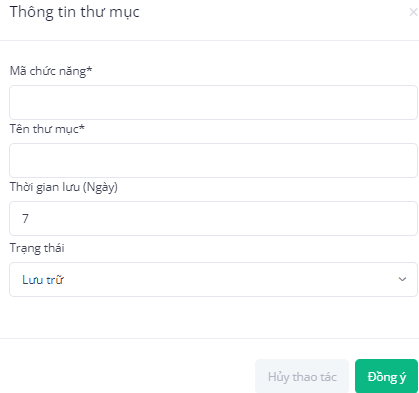 Thông tin thư mục
Mã chức năng*
Tên thư mục*
Thời gian lưu (Ngày)
7
Trạng thái
Lưu trữ
Hủy thao tác
Đồng ý